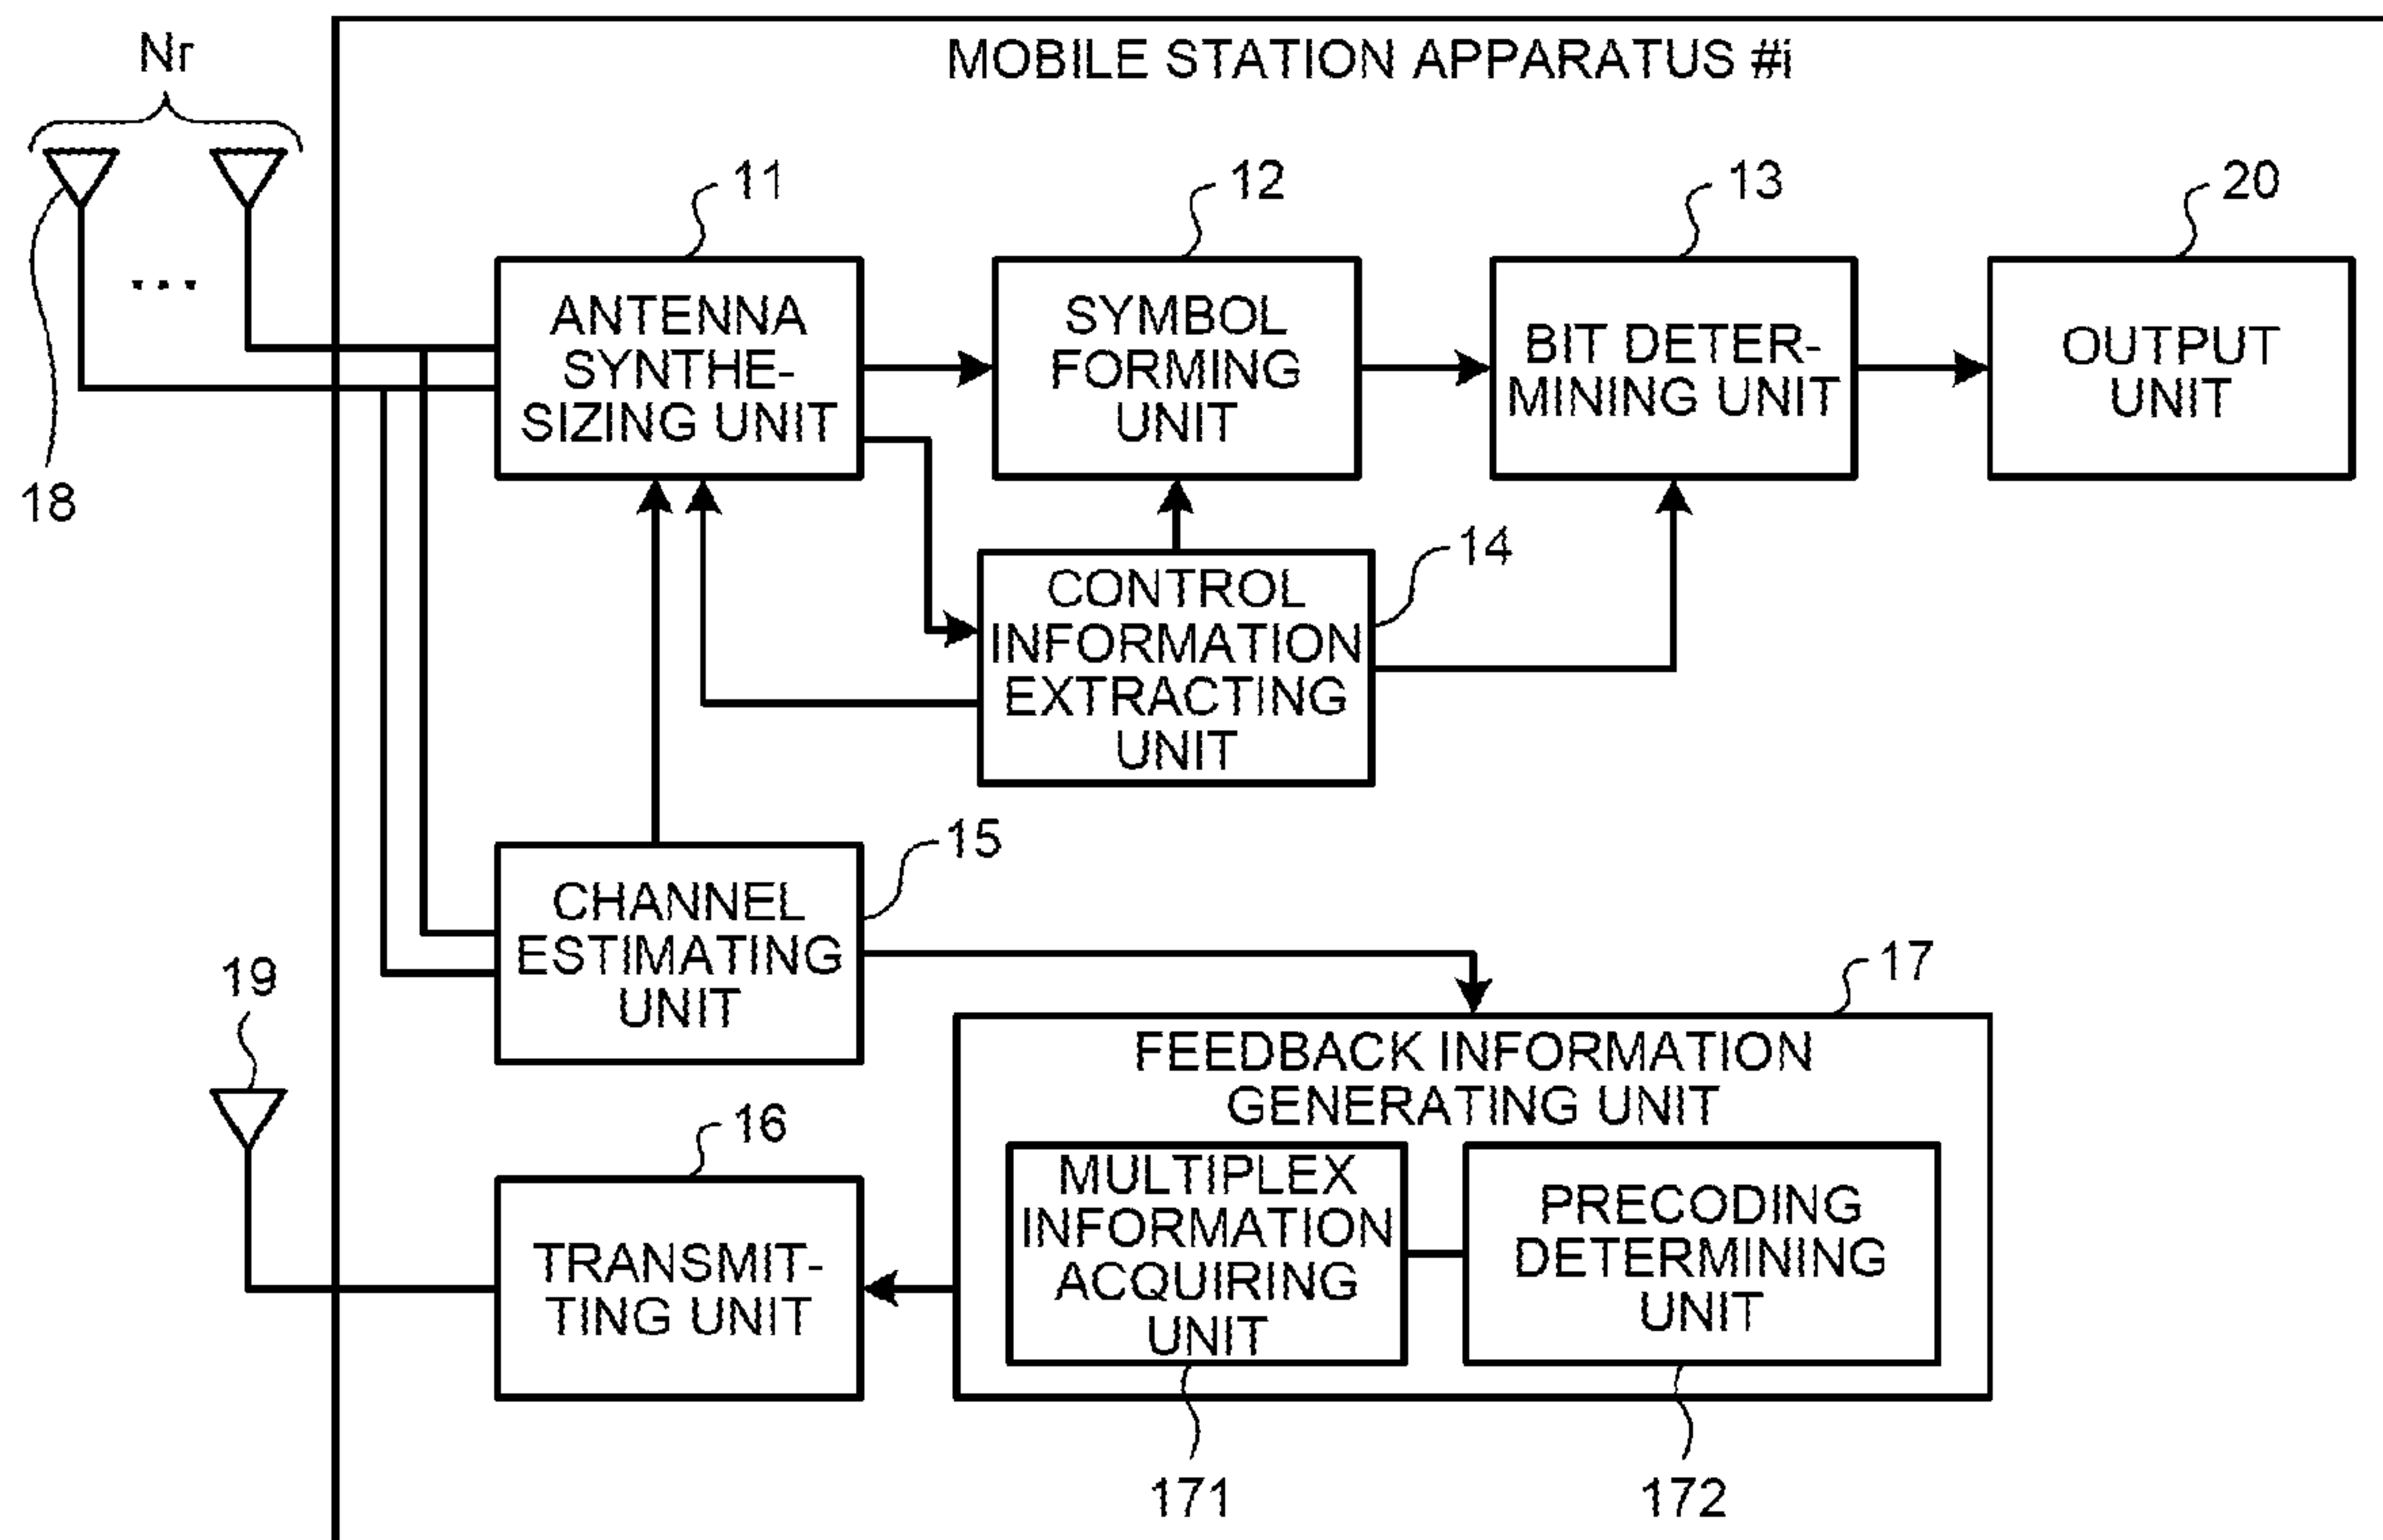 Nr
MOBILE STATION APPARATUS #i
11
12
13
20
ANTENNA
SYNTHE-
SIZING UNIT
SYMBOL
FORMING
UNIT
BIT DETER-
MINING UNIT
OUTPUT
UNIT
18
14
CONTROL
INFORMATION
EXTRACTING
UNIT
15
CHANNEL
ESTIMATING
UNIT
19
17
FEEDBACK INFORMATION
GENERATING UNIT
16
TRANSMIT-
TING UNIT
MULTIPLEX
INFORMATION
ACQUIRING
UNIT
PRECODING
DETERMINING
UNIT
171
172